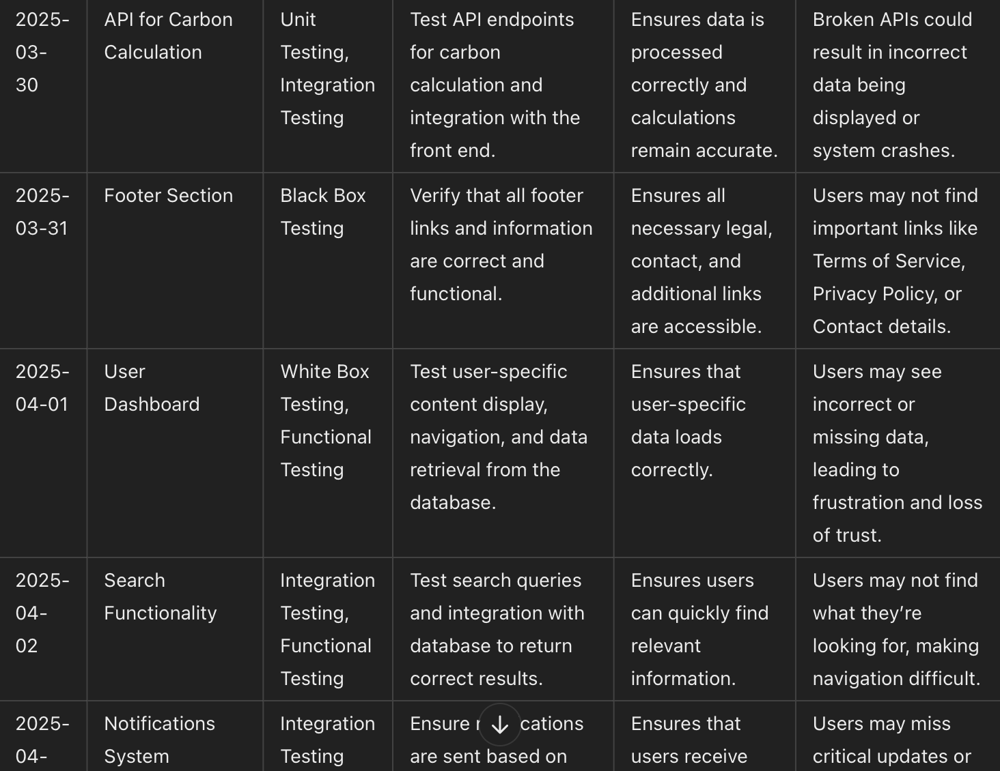 2025-
03-
30
API for Carbon
Calculation
Unit
Testing,
Integration
Testing
Test API endpoints
for carbon
calculation and
integration with the
front end.
Ensures data is
processed
correctly and
calculations
remain accurate.
Broken APIs could
result in incorrect
data being
displayed or
system crashes.
2025-
03-31
Footer Section
Black Box
Testing
Verify that all footer
links and information
are correct and
functional.
Ensures all
necessary legal,
contact, and
additional links
are accessible.
Users may not find
important links like
Terms of Service,
Privacy Policy, or
Contact details.
2025-
04-01
User
Dashboard
White Box
Testing,
Functional
Testing
Test user-specific
content display,
navigation, and data
retrieval from the
database.
Ensures that
user-specific
data loads
correctly.
Users may see
incorrect or
missing data,
leading to
frustration and loss
of trust.
2025-
04-
02
Search
Functionality
Integration
Testing,
Functional
Testing
Test search queries
and integration with
database to return
correct results.
Ensures users
can quickly find
relevant
information.
Users may not find
what they’re
looking for, making
navigation difficult.
2025-
04-
Notifications
System
Integration
Testing
Ensure
are sent based on
Ensures that
users receive
Users may miss
critical updates or